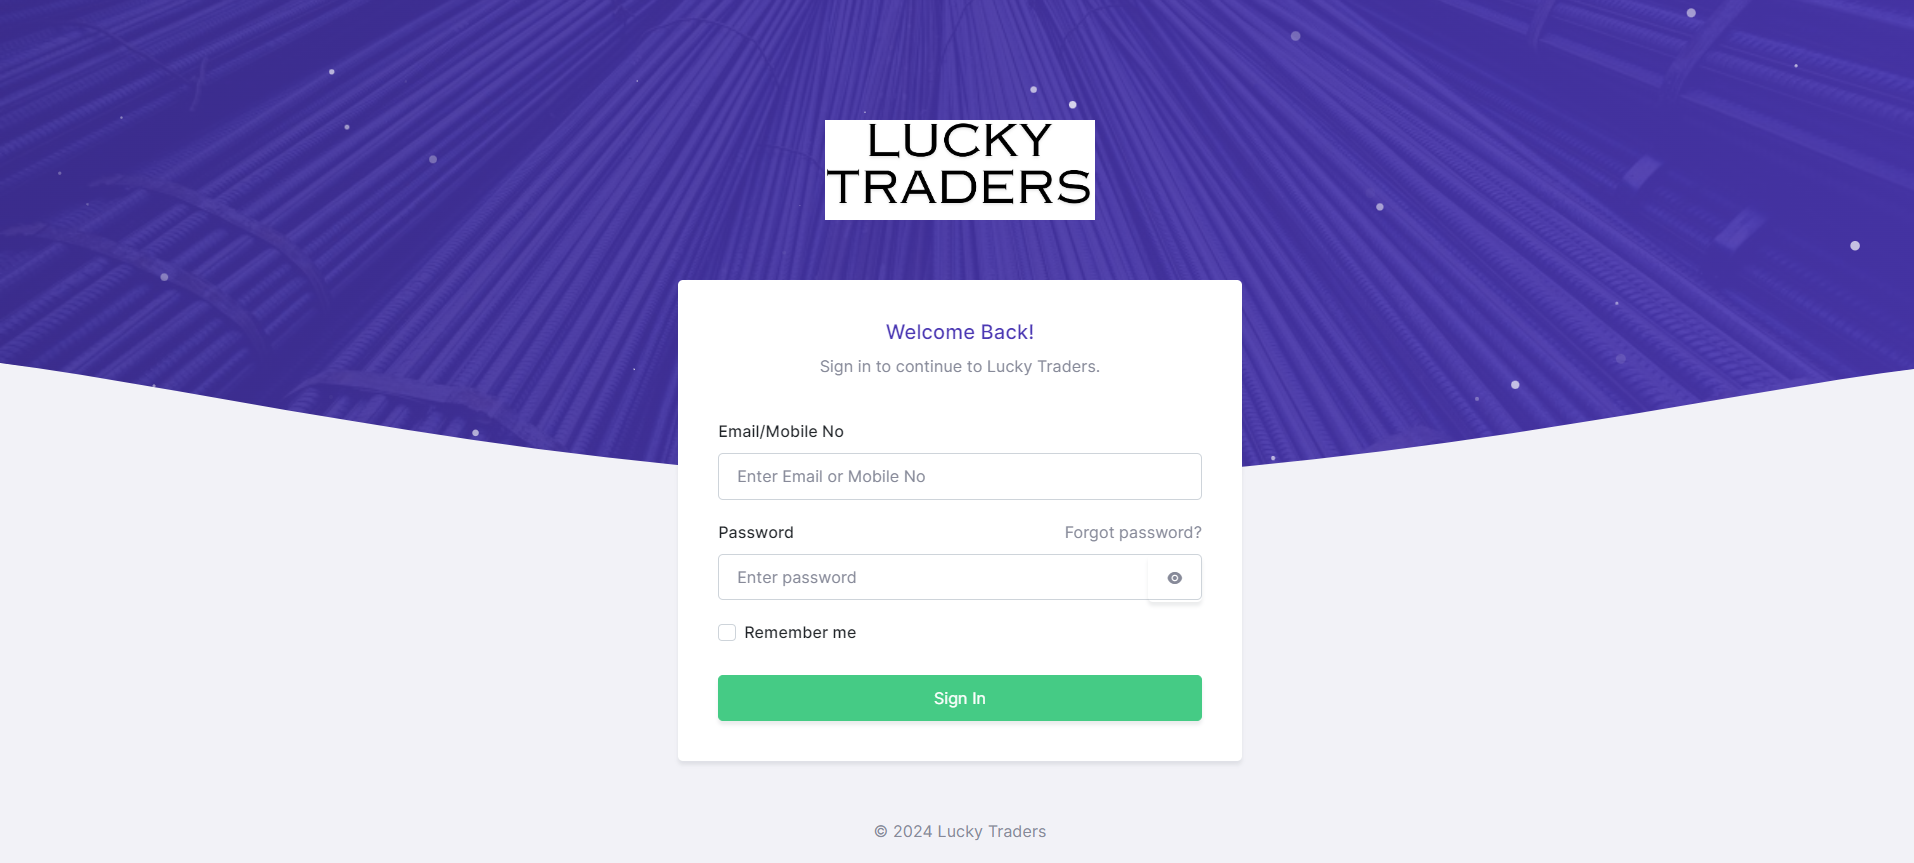 LUCKY
TRADERS
Welcome Back!
Sign in to continue to Lucky Traders.
Email/Mobile No
Enter Email or Mobile No
Password Forgot password?
Enter password
Remember me
Sign In
© 2024 Lucky Traders